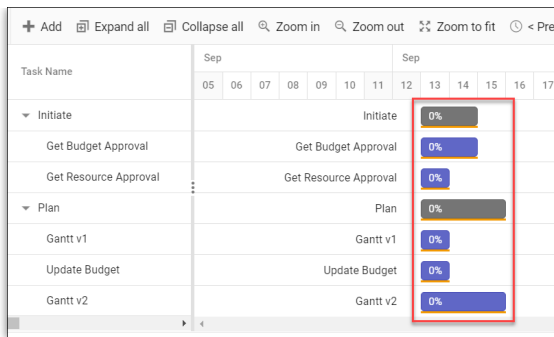 Add Expand all Collapse all Zoom in Zoom out Zoom to fit < Pre
Task Name
Sep Sep
05 06 07 08 09 10 11 12 13 14 15 16 17
Initiate Initiate 0%
Get Budget Approval Get Budget Approval 0%
Get Resource Approval Get Resource Approval 0%
Plan Plan 0%
Gantt v1 Gantt v1 0%
Update Budget Update Budget 0%
Gantt v2 Gantt v2 0%